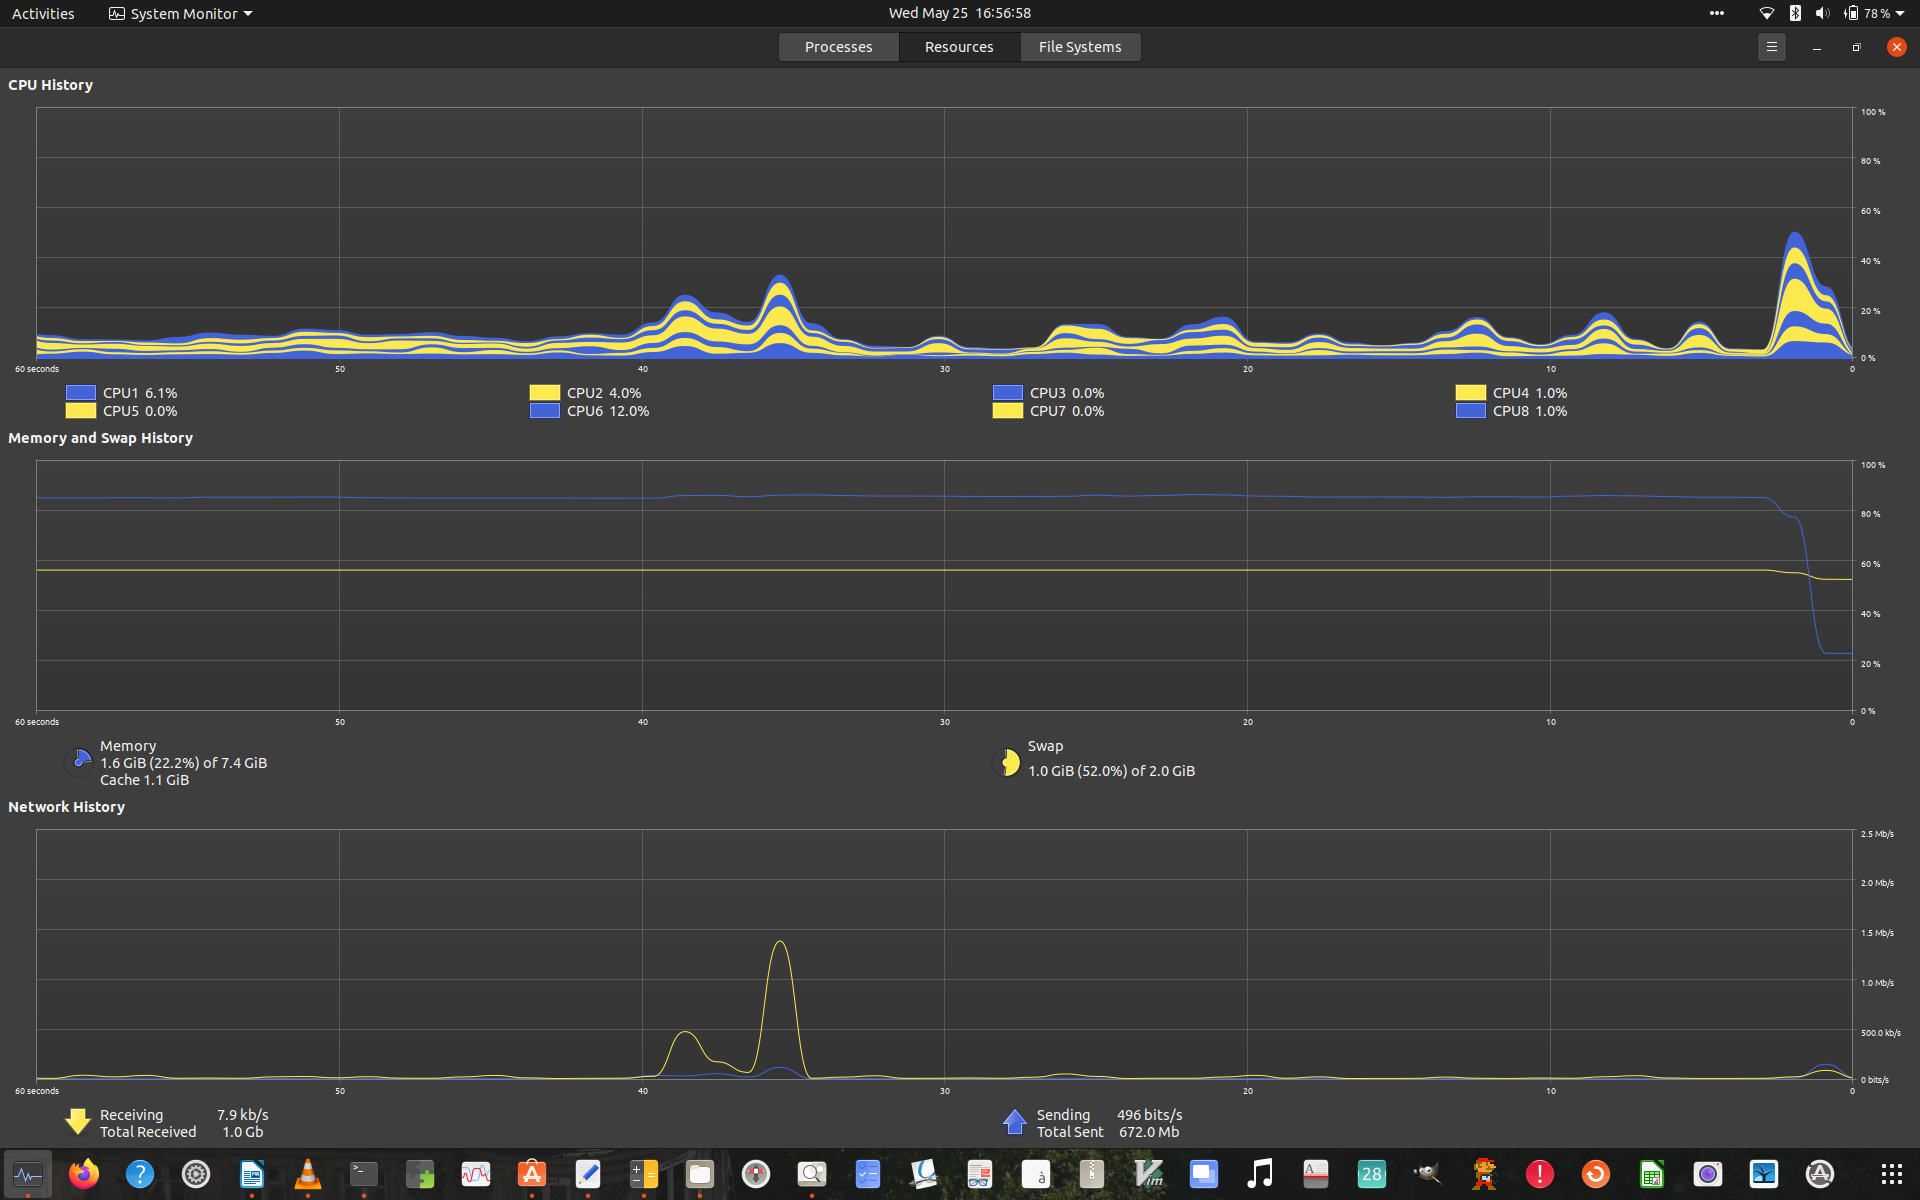 Activities
System Monitor
Wed May 25 16:56:58
78 %
Processes
Resources
File Systems
CPU History
100 %
80 %
60 %
40 %
20 %
0 %
60 seconds
50
40
30
20
10
0
CPU1 6.1%
CPU2 4.0%
CPU3 0.0%
CPU4 1.0%
CPU5 0.0%
CPU6 12.0%
CPU7 0.0%
CPU8 1.0%
Memory and Swap History
100 %
80 %
60 %
40 %
20 %
0 %
60 seconds
50
40
30
20
10
0
Memory
1.6 GiB (22.2%) of 7.4 GiB
Cache 1.1 GiB
Swap
1.0 GiB (52.0%) of 2.0 GiB
Network History
2.5 Mb/s
2.0 Mb/s
1.5 Mb/s
1.0 Mb/s
500.0 kb/s
0 bits/s
60 seconds
50
40
30
20
10
0
Receiving 7.9 kb/s
Total Received 1.0 Gb
Sending 496 bits/s
Total Sent 672.0 Mb
à
Vim
A
28